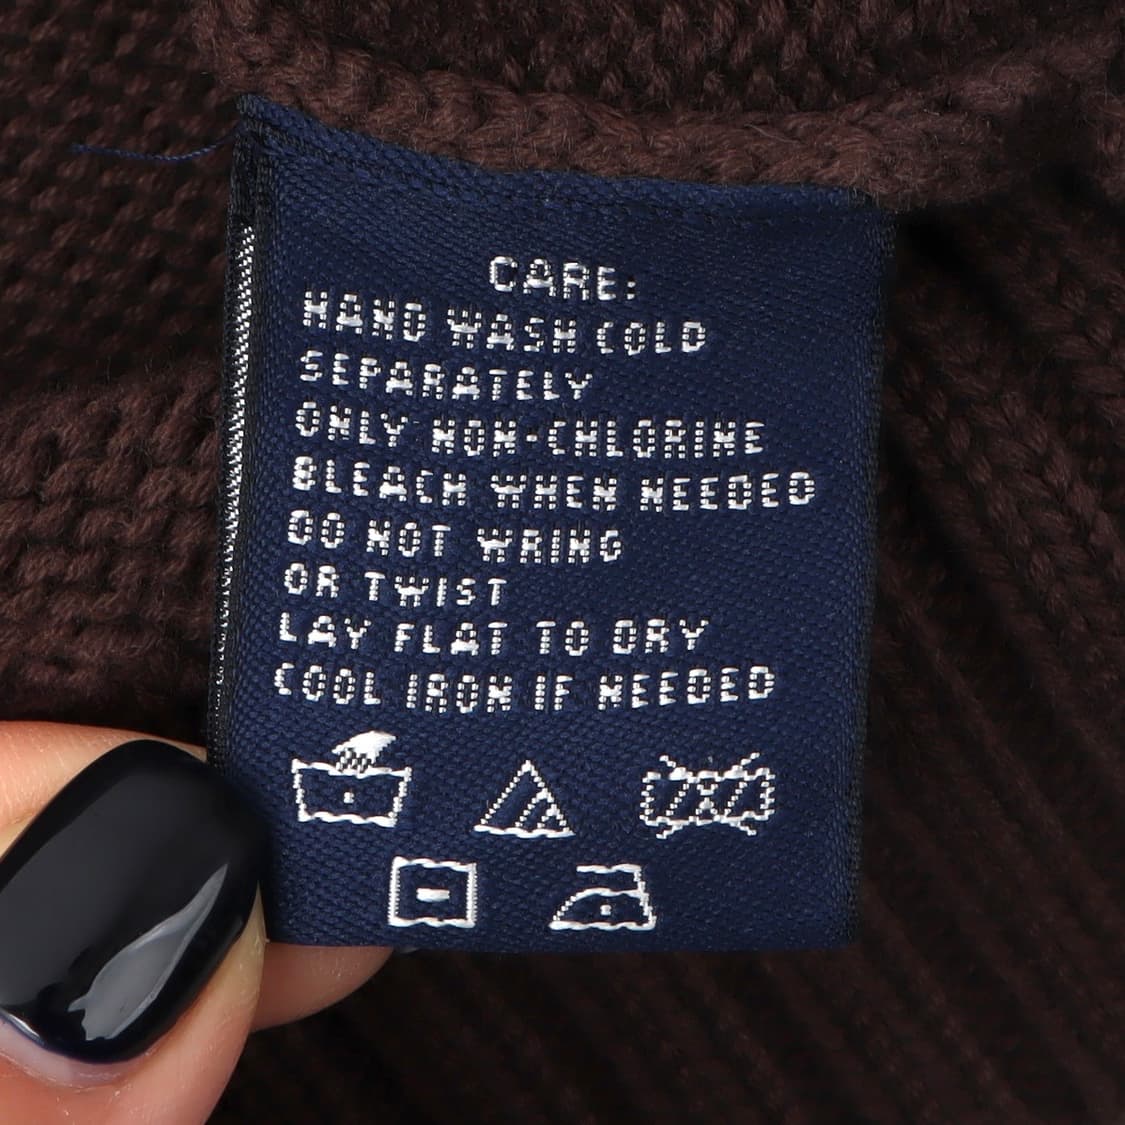 CARE:
HAND WASH COLD
SEPARATELY
ONLY NON-CHLORINE
BLEACH WHEN NEEDED
DO NOT WRING
OR TWIST
LAY FLAT TO DRY
COOL IRON IF NEEDED